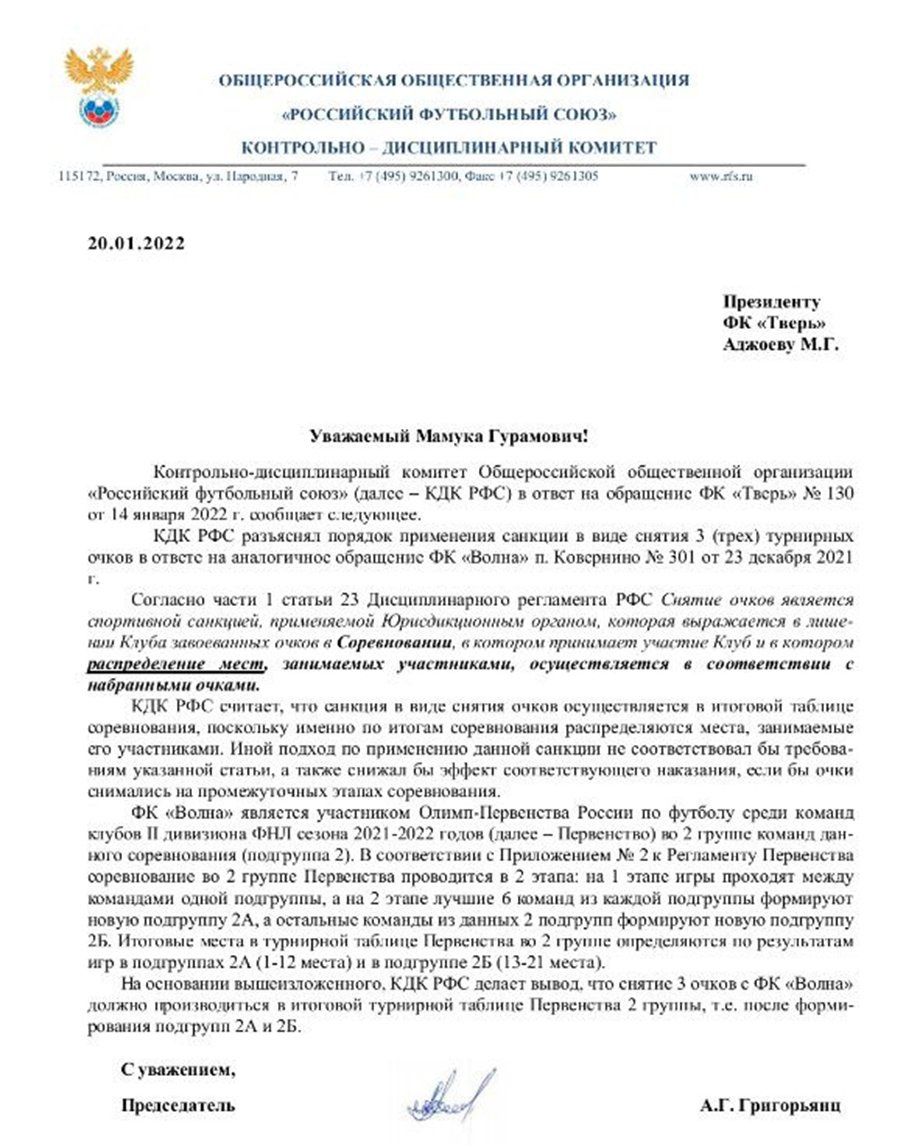 ОБЩЕРОССИЙСКАЯ ОБЩЕСТВЕННАЯ ОРГАНИЗАЦИЯ
«РОССИЙСКИЙ ФУТБОЛЬНЫЙ СОЮЗ»
КОНТРОЛЬНО – ДИСЦИПЛИНАРНЫЙ КОМИТЕТ
115172, Россия, Москва, ул. Народная, 7 Тел. +7 (495) 9261300, Факс +7 (495) 9261305 www.rfs.ru
20.01.2022
Президенту
ФК «Тверь»
Аджоеву М.Г.
Уважаемый Мамука Гурамович!
Контрольно-дисциплинарный комитет Общероссийской общественной организации
«Российский футбольный союз» (далее – КДК РФС) в ответ на обращение ФК «Тверь» № 130
от 14 января 2022 г. сообщает следующее.
КДК РФС разъяснял порядок применения санкции в виде снятия 3 (трех) турнирных
очков в ответе на аналогичное обращение ФК «Волна» п. Ковернино № 301 от 23 декабря 2021
г.
Согласно части 1 статьи 23 Дисциплинарного регламента РФС Снятие очков является
спортивной санкцией, применяемой Юрисдикционным органом, которая выражается в лише-
нии Клуба завоеванных очков в Соревновании, в котором принимает участие Клуб и в котором
распределение мест, занимаемых участниками, осуществляется в соответствии с
набранными очками.
КДК РФС считает, что санкция в виде снятия очков осуществляется в итоговой таблице
соревнования, поскольку именно по итогам соревнования распределяются места, занимаемые
его участниками. Иной подход по применению данной санкции не соответствовал бы требова-
ниям указанной статьи, а также снижал бы эффект соответствующего наказания, если бы очки
снимались на промежуточных этапах соревнования.
ФК «Волна» является участником Олимп-Первенства России по футболу среди команд
клубов II дивизиона ФНЛ сезона 2021-2022 годов (далее – Первенство) во 2 группе команд дан-
ного соревнования (подгруппа 2). В соответствии с Приложением № 2 к Регламенту Первенства
соревнование во 2 группе Первенства проводится в 2 этапа: на 1 этапе игры проходят между
командами одной подгруппы, а на 2 этапе лучшие 6 команд из каждой подгруппы формируют
новую подгруппу 2А, а остальные команды из данных 2 подгрупп формируют новую подгруппу
2Б. Итоговые места в турнирной таблице Первенства во 2 группе определяются по результатам
игр в подгруппах 2А (1-12 места) и в подгруппе 2Б (13-21 места).
На основании вышеизложенного, КДК РФС делает вывод, что снятие 3 очков с ФК «Волна»
должно производиться в итоговой турнирной таблице Первенства 2 группы, т.е. после форми-
рования подгрупп 2А и 2Б.
С уважением,
Председатель А.Г. Григорьянц